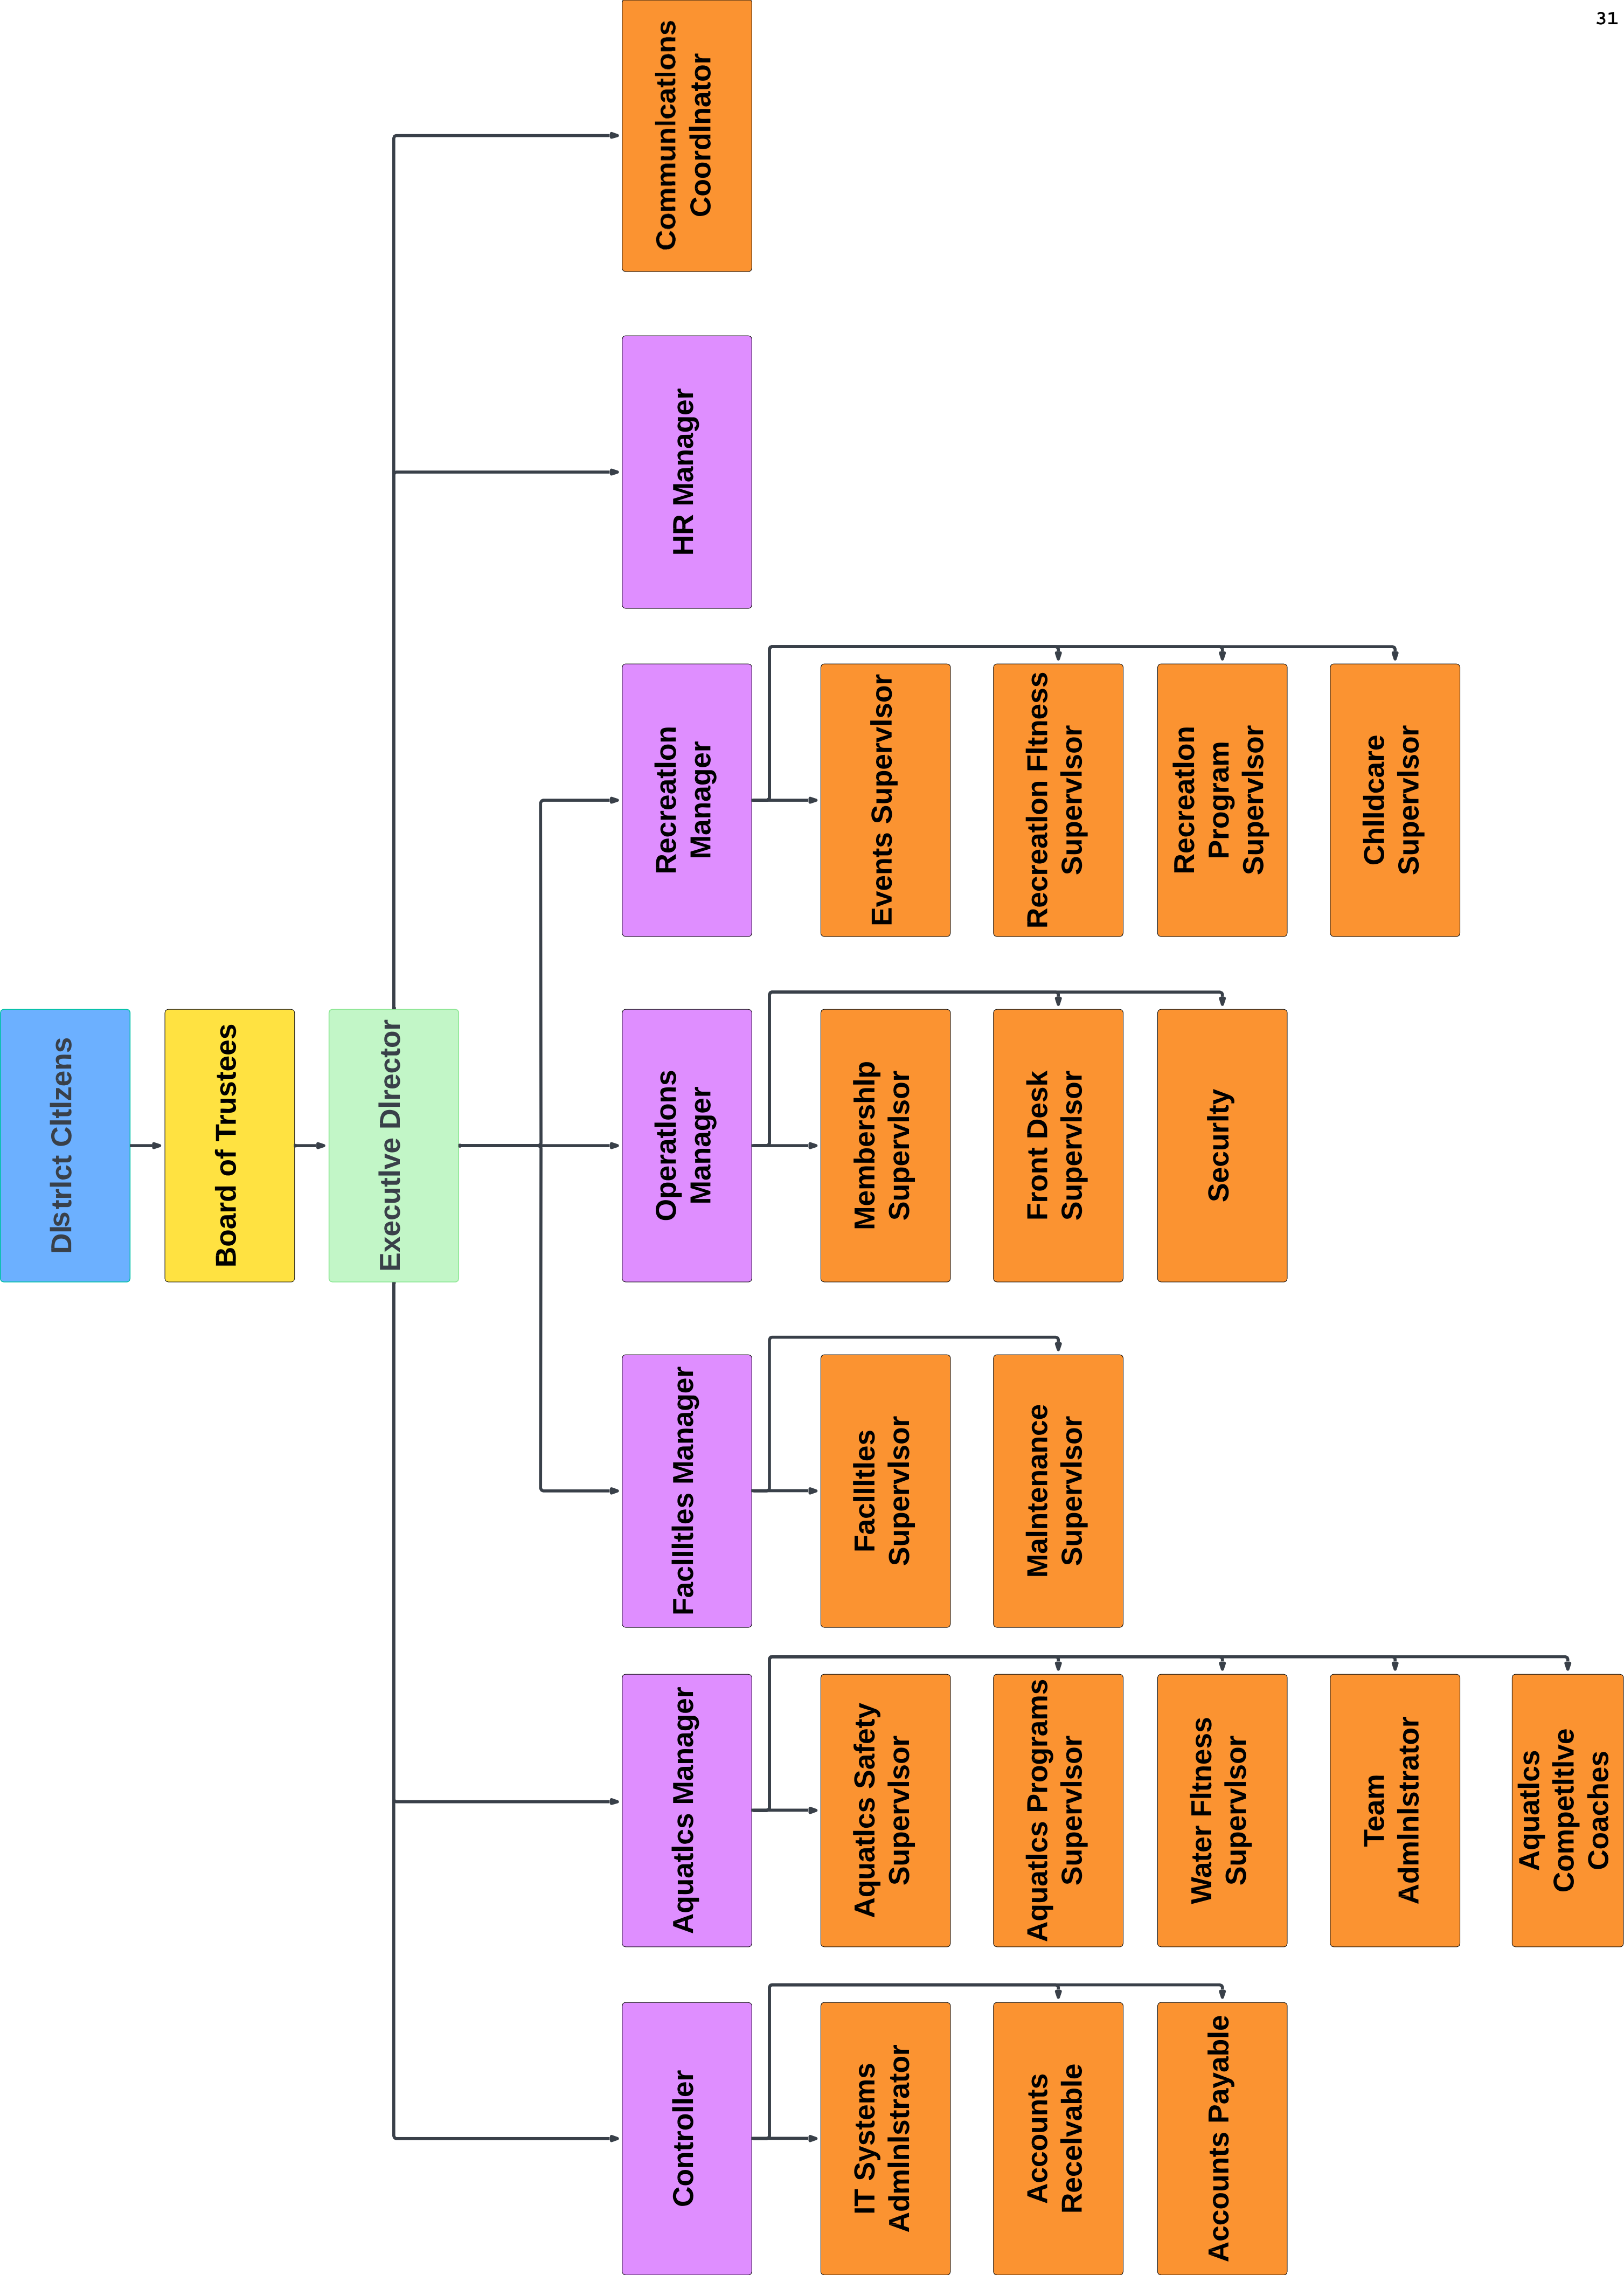 31
District Citizens
Board of Trustees
Executive Director
Controller
Aquatics Manager
Facilities Manager
Operations
Manager
Recreation
Manager
HR Manager
Communications
Coordinator
IT Systems
Administrator
Accounts
Receivable
Accounts Payable
Aquatics Safety
Supervisor
Aquatics Programs
Supervisor
Water Fitness
Supervisor
Team
Administrator
Aquatics
Competitive
Coaches
Facilities
Supervisor
Maintenance
Supervisor
Membership
Supervisor
Front Desk
Supervisor
Security
Events Supervisor
Recreation Fitness
Supervisor
Recreation
Program
Supervisor
Childcare
Supervisor